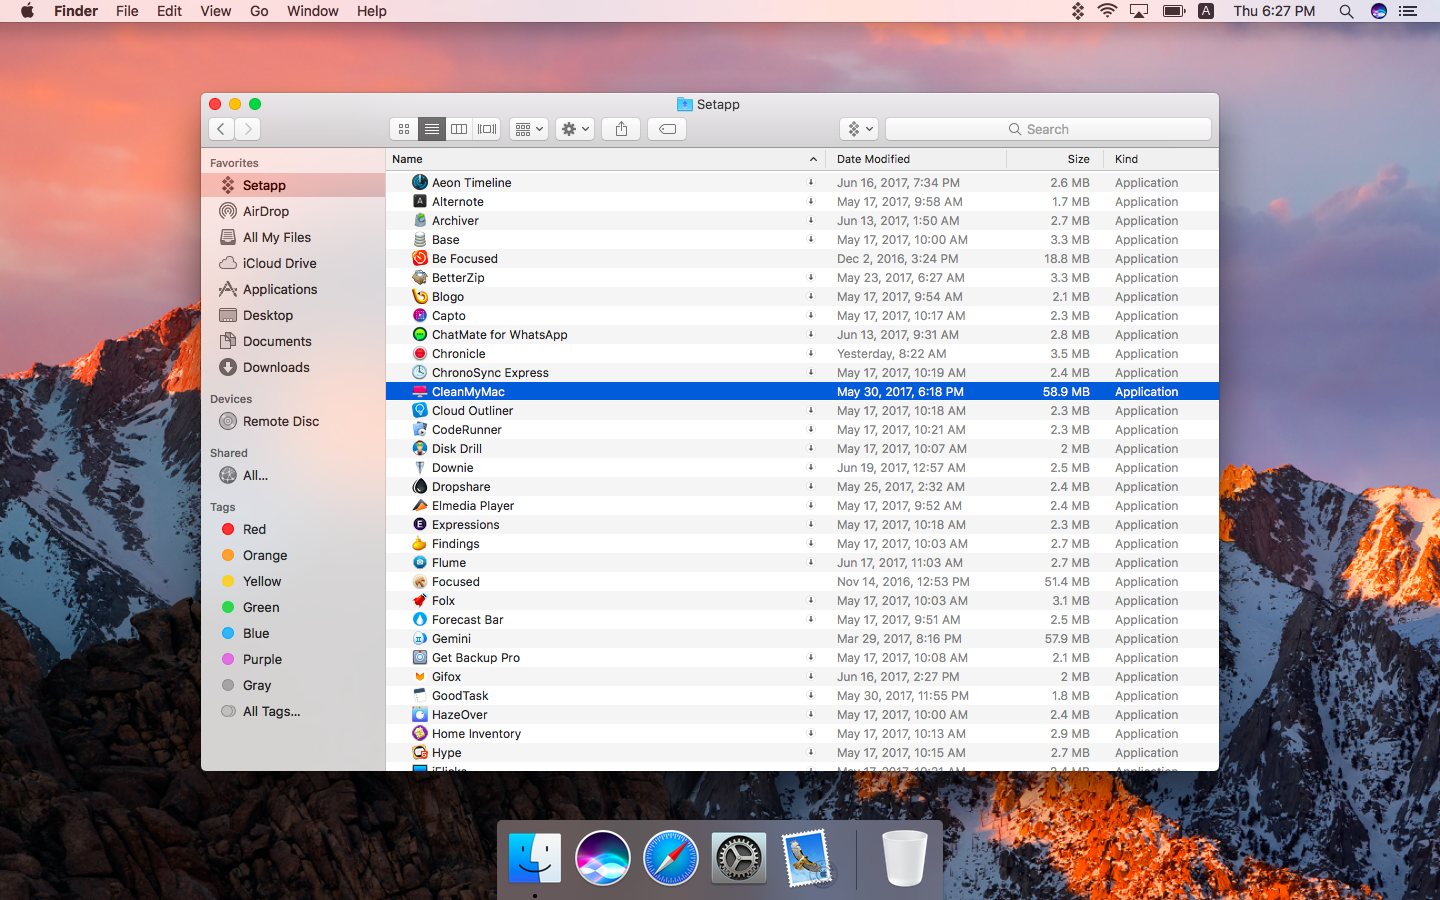 Finder File Edit View Go Window Help A Thu 6:27 PM
Setapp
Search
Favorites
Setapp
AirDrop
All My Files
iCloud Drive
Applications
Desktop
Documents
Downloads
Devices
Remote Disc
Shared
All...
Tags
Red
Orange
Yellow
Green
Blue
Purple
Gray
All Tags...
Name Date Modified Size Kind
Aeon Timeline Jun 16, 2017, 7:34 PM 2.6 MB Application
Alternote May 17, 2017, 9:58 AM 1.7 MB Application
Archiver Jun 13, 2017, 1:50 AM 2.7 MB Application
Base May 17, 2017, 10:00 AM 3.3 MB Application
Be Focused Dec 2, 2016, 3:24 PM 18.8 MB Application
BetterZip May 23, 2017, 6:27 AM 3.3 MB Application
Blogo May 17, 2017, 9:54 AM 2.1 MB Application
Capto May 17, 2017, 10:17 AM 2.3 MB Application
ChatMate for WhatsApp Jun 13, 2017, 9:31 AM 2.8 MB Application
Chronicle Yesterday, 8:22 AM 3.5 MB Application
ChronoSync Express May 17, 2017, 10:19 AM 2.4 MB Application
CleanMyMac May 30, 2017, 6:18 PM 58.9 MB Application
Cloud Outliner May 17, 2017, 10:18 AM 2.3 MB Application
CodeRunner May 17, 2017, 10:21 AM 2.3 MB Application
Disk Drill May 17, 2017, 10:07 AM 2 MB Application
Downie Jun 19, 2017, 12:57 AM 2.5 MB Application
Dropshare May 25, 2017, 2:32 AM 2.4 MB Application
Elmedia Player May 17, 2017, 9:52 AM 2.4 MB Application
Expressions May 17, 2017, 10:18 AM 2.3 MB Application
Findings May 17, 2017, 10:03 AM 2.7 MB Application
Flume Jun 17, 2017, 11:03 AM 2.7 MB Application
Focused Nov 14, 2016, 12:53 PM 51.4 MB Application
Folx May 17, 2017, 10:03 AM 3.1 MB Application
Forecast Bar May 17, 2017, 9:51 AM 2.5 MB Application
Gemini Mar 29, 2017, 8:16 PM 57.9 MB Application
Get Backup Pro May 17, 2017, 10:08 AM 2.1 MB Application
Gifox Jun 16, 2017, 2:27 PM 2 MB Application
GoodTask May 30, 2017, 11:55 PM 1.8 MB Application
HazeOver May 17, 2017, 10:00 AM 2.4 MB Application
Home Inventory May 17, 2017, 10:13 AM 2.9 MB Application
Hype May 17, 2017, 10:15 AM 2.7 MB Application